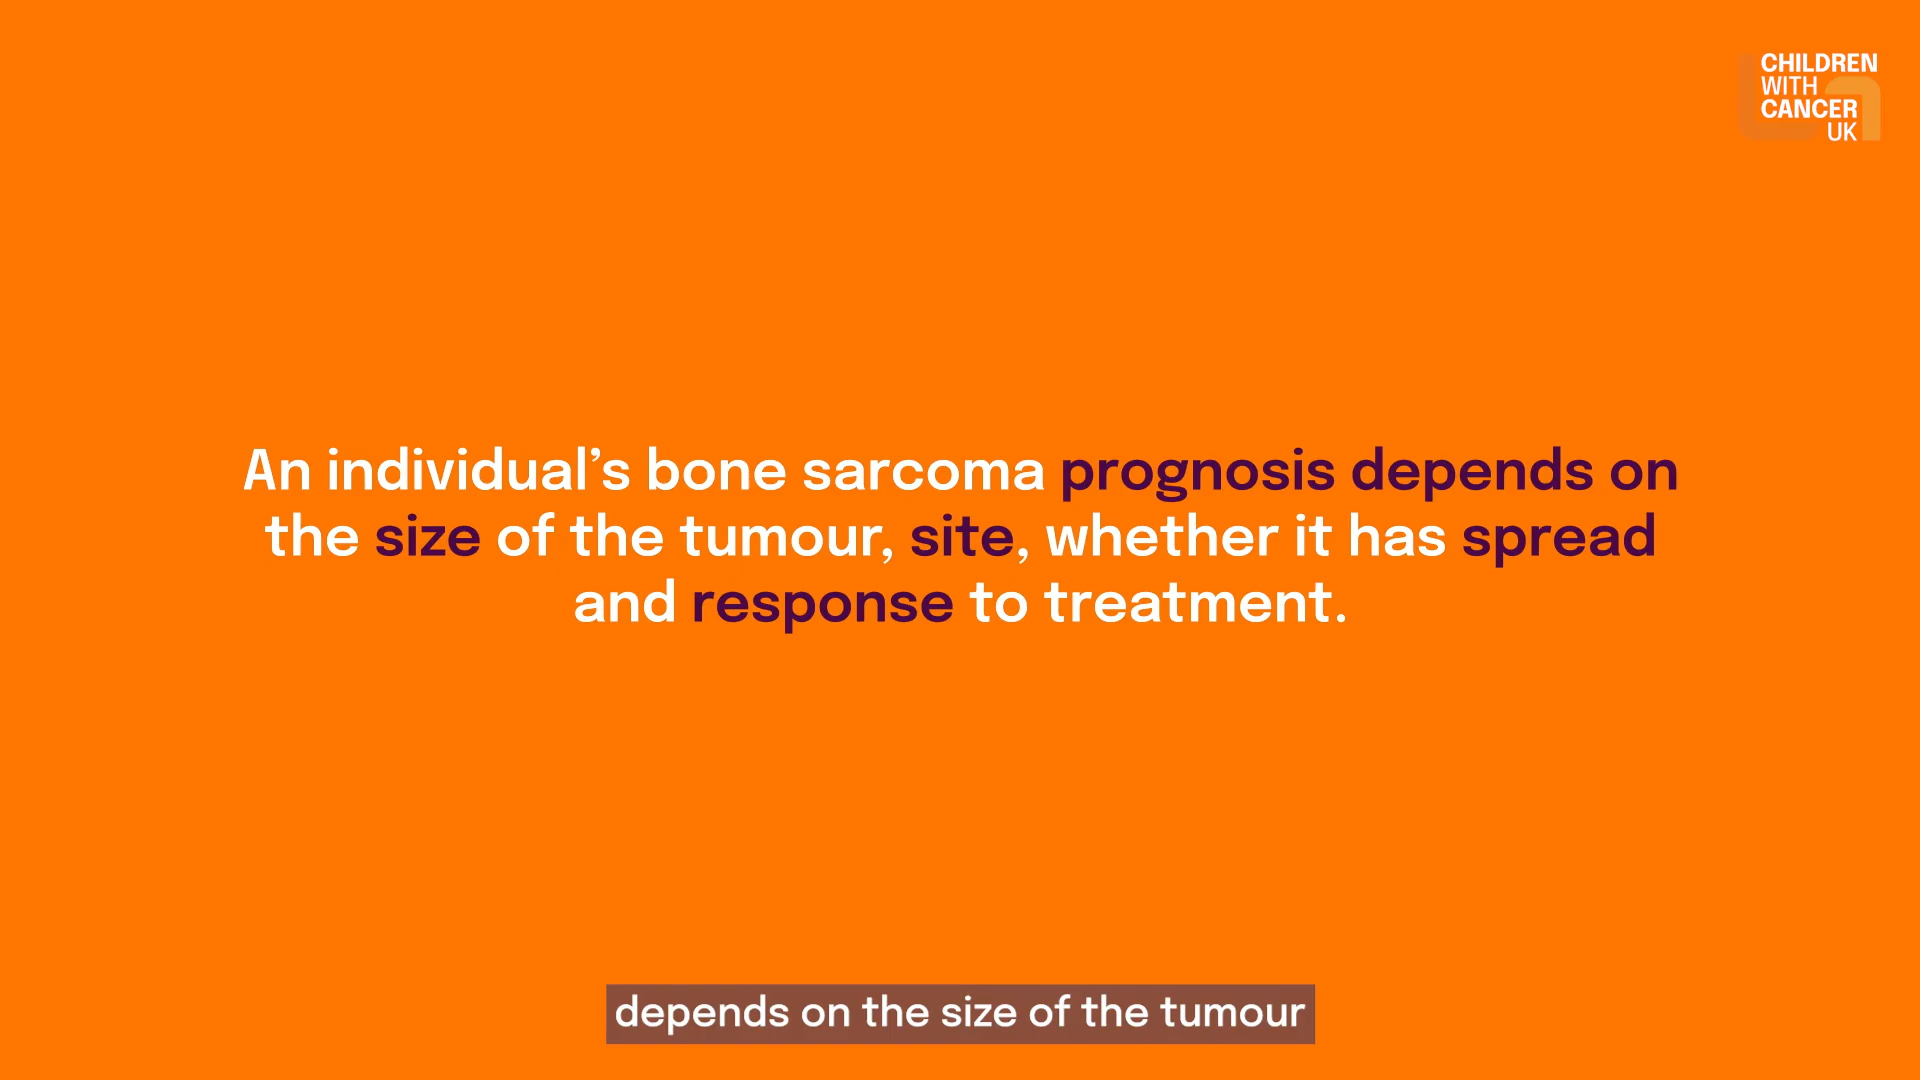 CHILDREN
WITH
CANCER
UK
An individual’s bone sarcoma prognosis depends on
the size of the tumour, site, whether it has spread
and response to treatment.
depends on the size of the tumour